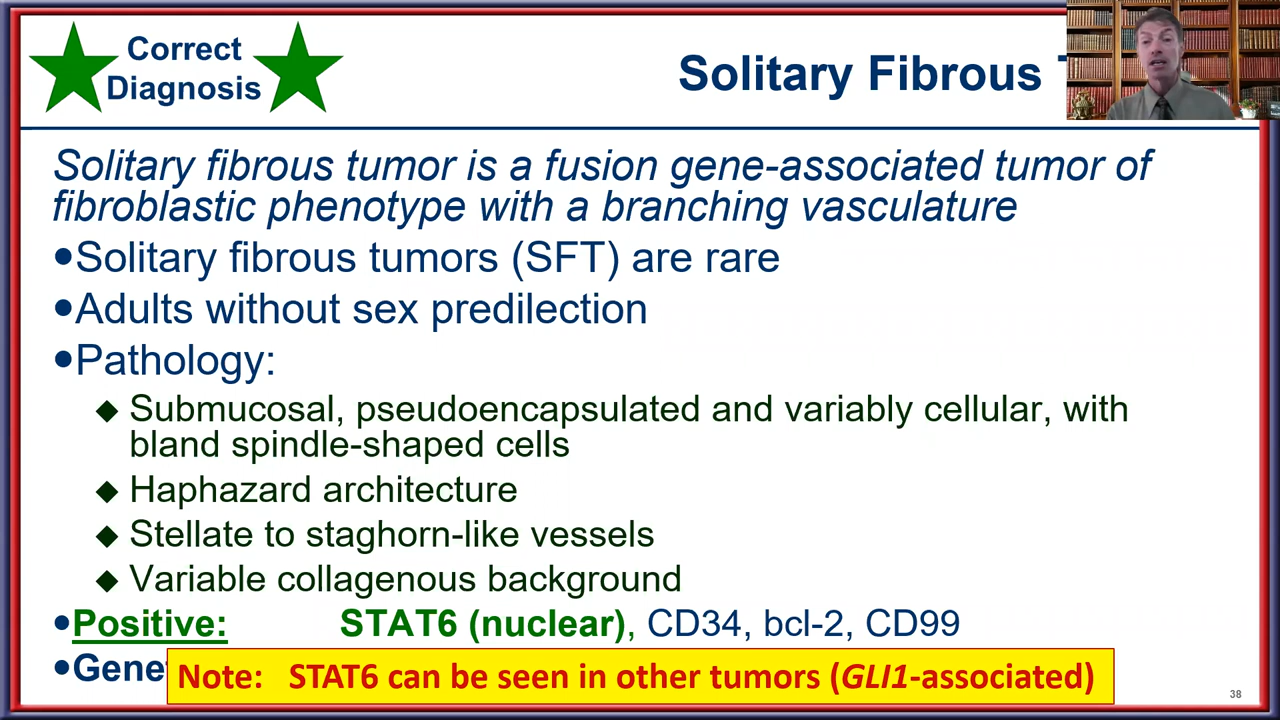 Correct
Diagnosis
Solitary Fibrous
Solitary fibrous tumor is a fusion gene-associated tumor of
fibroblastic phenotype with a branching vasculature
•Solitary fibrous tumors (SFT) are rare
•Adults without sex predilection
•Pathology:
◆ Submucosal, pseudoencapsulated and variably cellular, with
bland spindle-shaped cells
◆ Haphazard architecture
◆ Stellate to staghorn-like vessels
◆ Variable collagenous background
•Positive: STAT6 (nuclear), CD34, bcl-2, CD99
•Genet
Note: STAT6 can be seen in other tumors (GLI1-associated)
38